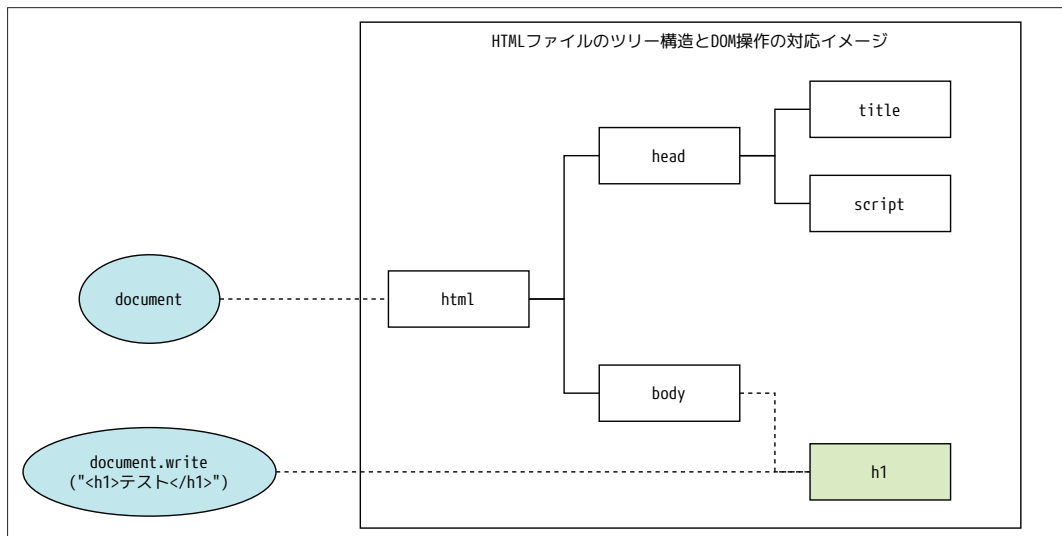 HTMLファイルのツリー構造とDOM操作の対応イメージ
title
head
script
document
html
body
document.write
("<h1>テスト</h1>")
h1